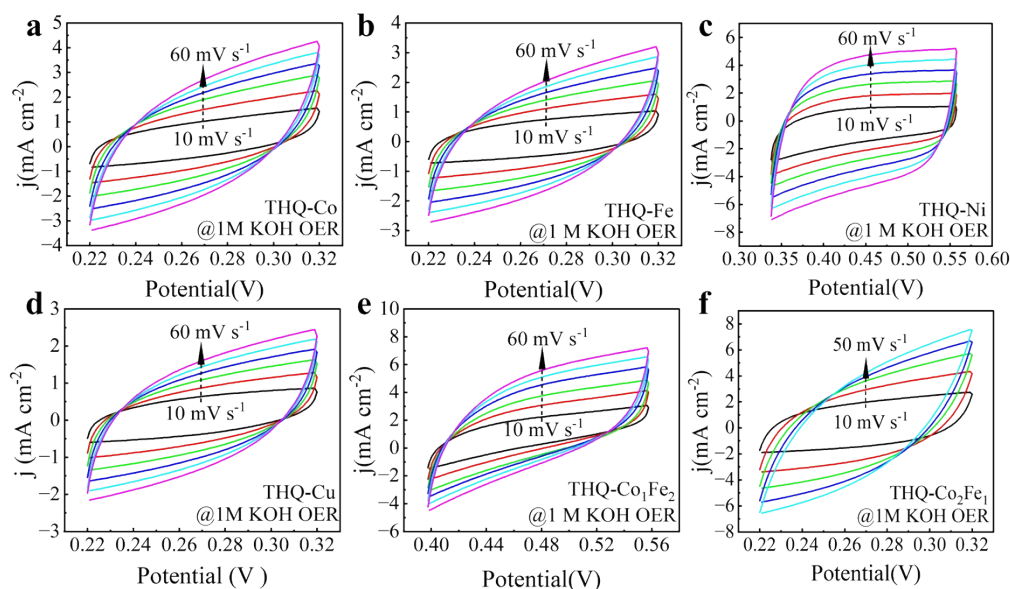 a
60 mV s⁻¹
10 mV s⁻¹
THQ-Co
@1M KOH OER
j(mA cm⁻²)
5
4
3
2
1
0
−1
−2
−3
−4
0.22 0.24 0.26 0.28 0.30 0.32
Potential(V)
b
60 mV s⁻¹
10 mV s⁻¹
THQ-Fe
@1 M KOH OER
j(mA cm⁻²)
4
3
2
1
0
−1
−2
−3
0.22 0.24 0.26 0.28 0.30 0.32
Potential(V)
c
60 mV s⁻¹
10 mV s⁻¹
THQ-Ni
@1 M KOH OER
j(mA cm⁻²)
6
4
2
0
−2
−4
−6
−8
0.30 0.35 0.40 0.45 0.50 0.55 0.60
Potential(V)
d
60 mV s⁻¹
10 mV s⁻¹
THQ-Cu
@1M KOH OER
j (mA cm⁻²)
3
2
1
0
−1
−2
−3
0.22 0.24 0.26 0.28 0.30 0.32
Potential (V )
e
60 mV s⁻¹
10 mV s⁻¹
THQ-Co₁Fe₂
@1 M KOH OER
j(mA cm⁻²)
10
8
6
4
2
0
−2
−4
−6
0.40 0.44 0.48 0.52 0.56
Potential(V)
f
50 mV s⁻¹
10 mV s⁻¹
THQ-Co₂Fe₁
@1M KOH OER
j(mA cm⁻²)
8
6
4
2
0
−2
−4
−6
−8
0.22 0.24 0.26 0.28 0.30 0.32
Potential(V)